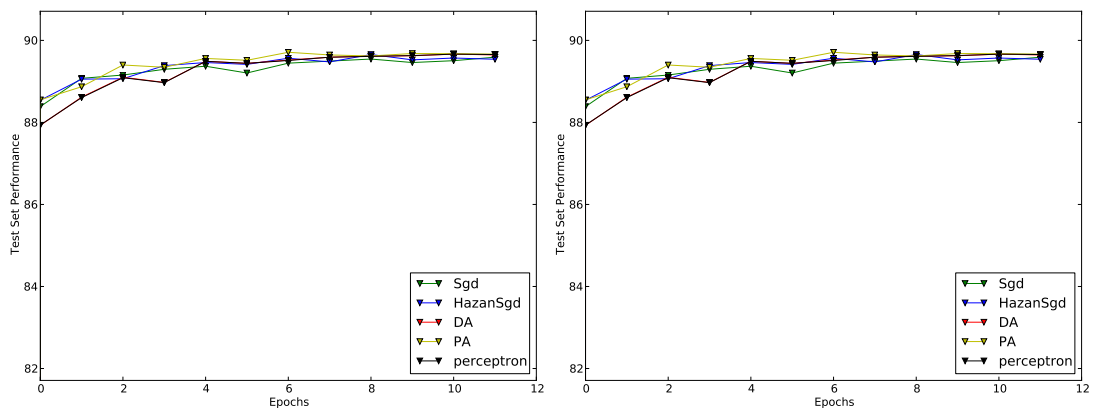 90
88
86
84
82
Test Set Performance
0 2 4 6 8 10 12
Epochs
Sgd
HazanSgd
DA
PA
perceptron
90
88
86
84
82
Test Set Performance
0 2 4 6 8 10 12
Epochs
Sgd
HazanSgd
DA
PA
perceptron